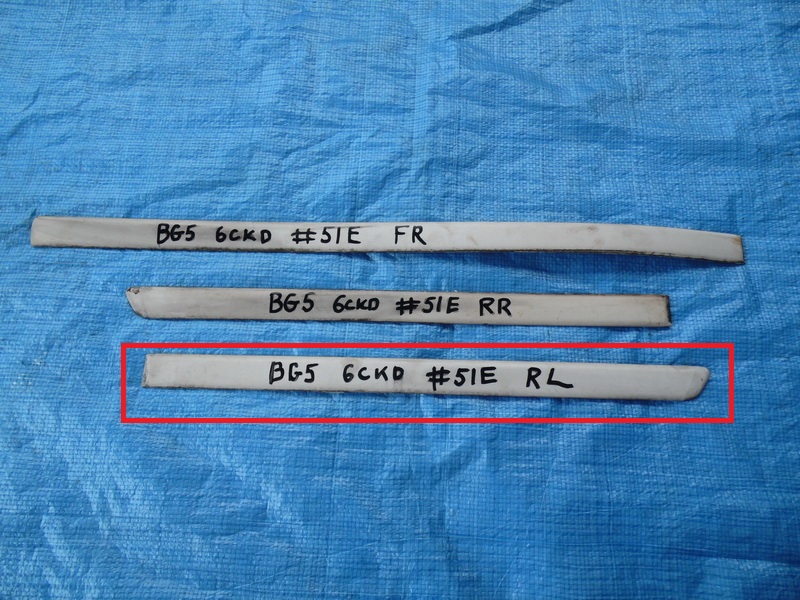 BG5 6CKD #51E FR
BG5 6CKD #51E RR
BG5 6CKD #51E RL